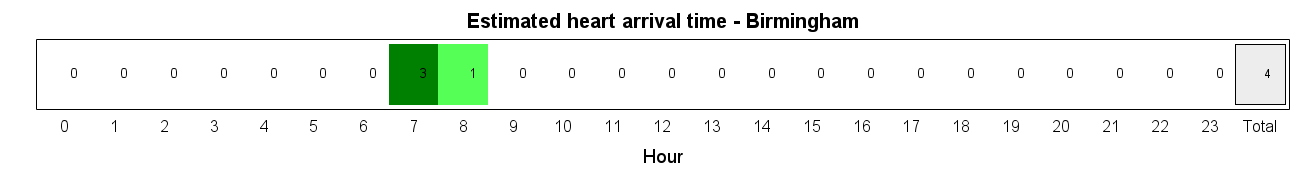 Estimated heart arrival time - Birmingham
0 0 0 0 0 0 0 3 1 0 0 0 0 0 0 0 0 0 0 0 0 0 0 0 4
0 1 2 3 4 5 6 7 8 9 10 11 12 13 14 15 16 17 18 19 20 21 22 23 Total
Hour